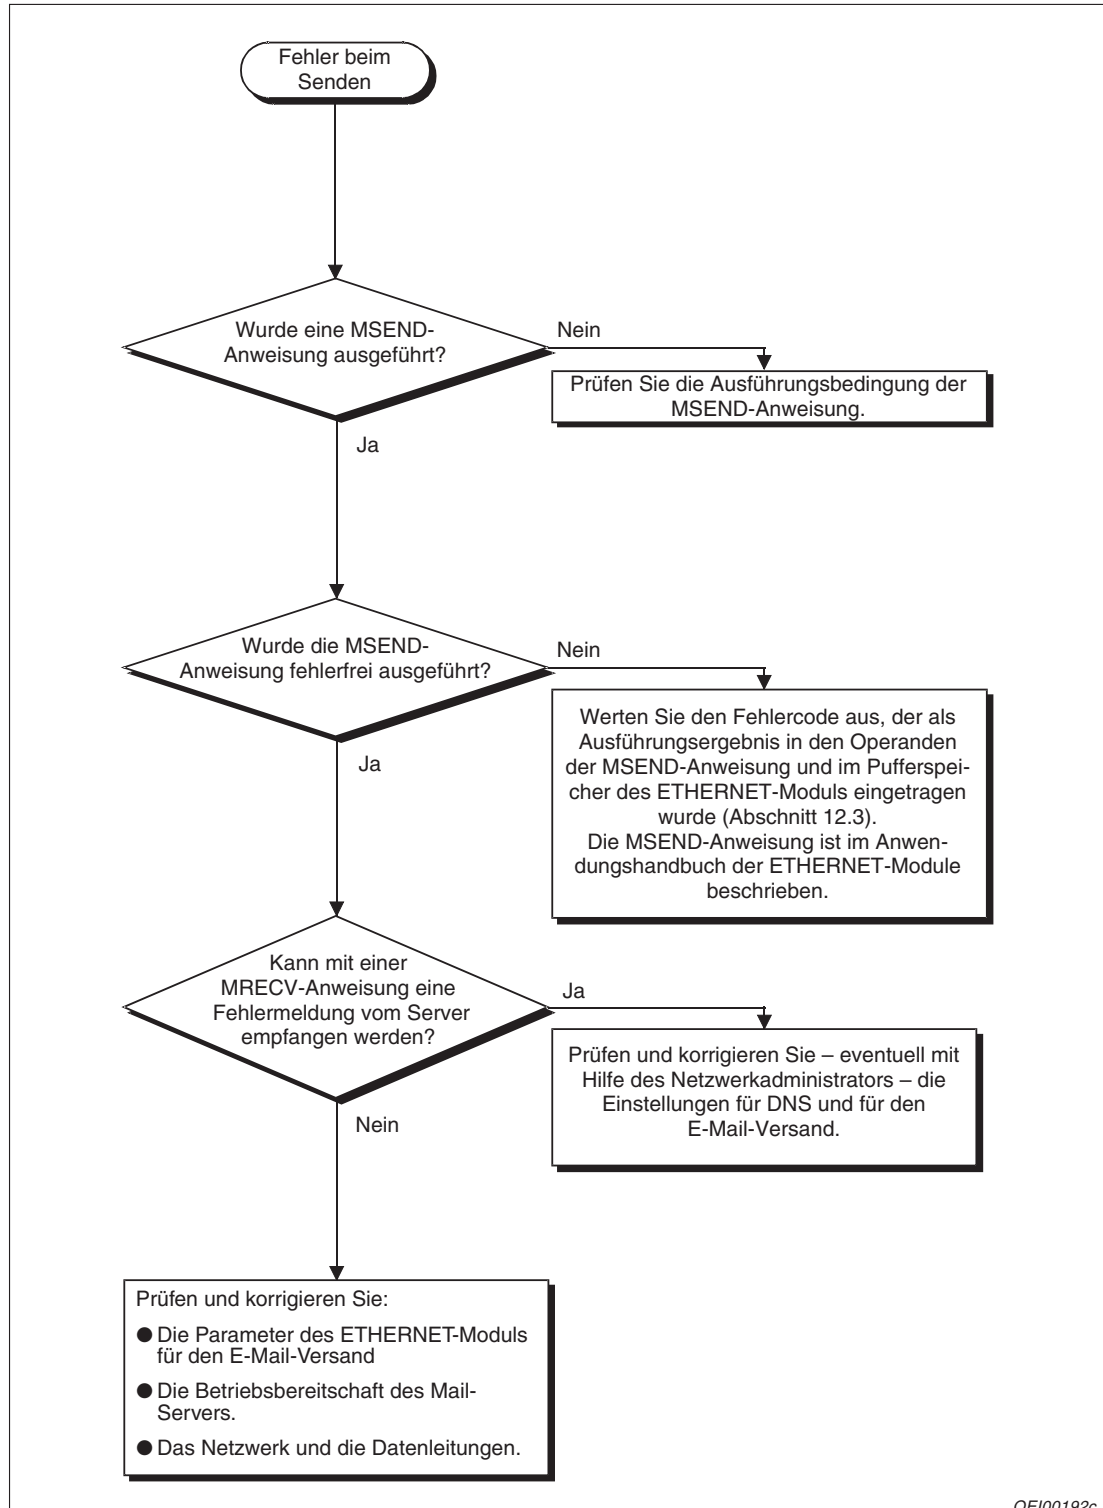 Fehler beim
Senden
Wurde eine MSEND-
Anweisung ausgeführt?
Nein
Prüfen Sie die Ausführungsbedingung der
MSEND-Anweisung.
Ja
Wurde die MSEND-
Anweisung fehlerfrei ausgeführt?
Nein
Werten Sie den Fehlercode aus, der als
Ausführungsergebnis in den Operanden
der MSEND-Anweisung und im Pufferspei-
cher des ETHERNET-Moduls eingetragen
wurde (Abschnitt 12.3).
Die MSEND-Anweisung ist im Anwen-
dungshandbuch der ETHERNET-Module
beschrieben.
Ja
Kann mit einer
MRECV-Anweisung eine
Fehlermeldung vom Server
empfangen werden?
Ja
Prüfen und korrigieren Sie – eventuell mit
Hilfe des Netzwerkadministrators – die
Einstellungen für DNS und für den
E-Mail-Versand.
Nein
Prüfen und korrigieren Sie:
● Die Parameter des ETHERNET-Moduls
für den E-Mail-Versand
● Die Betriebsbereitschaft des Mail-
Servers.
● Das Netzwerk und die Datenleitungen.
QEI00192c